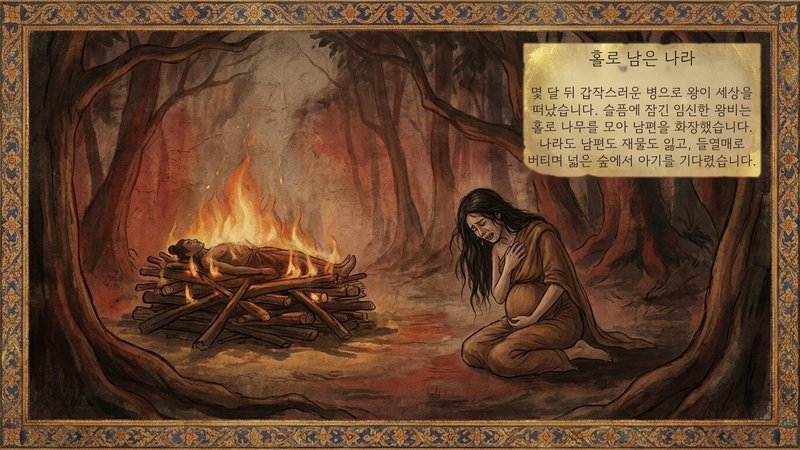 홀로 남은 나라
몇 달 뒤 갑작스러운 병으로 왕이 세상을
떠났습니다. 슬픔에 잠긴 임신한 왕비는
홀로 나무를 모아 남편을 화장했습니다.
나라도 남편도 재물도 잃고, 들열매로
버티며 넓은 숲에서 아기를 기다렸습니다.